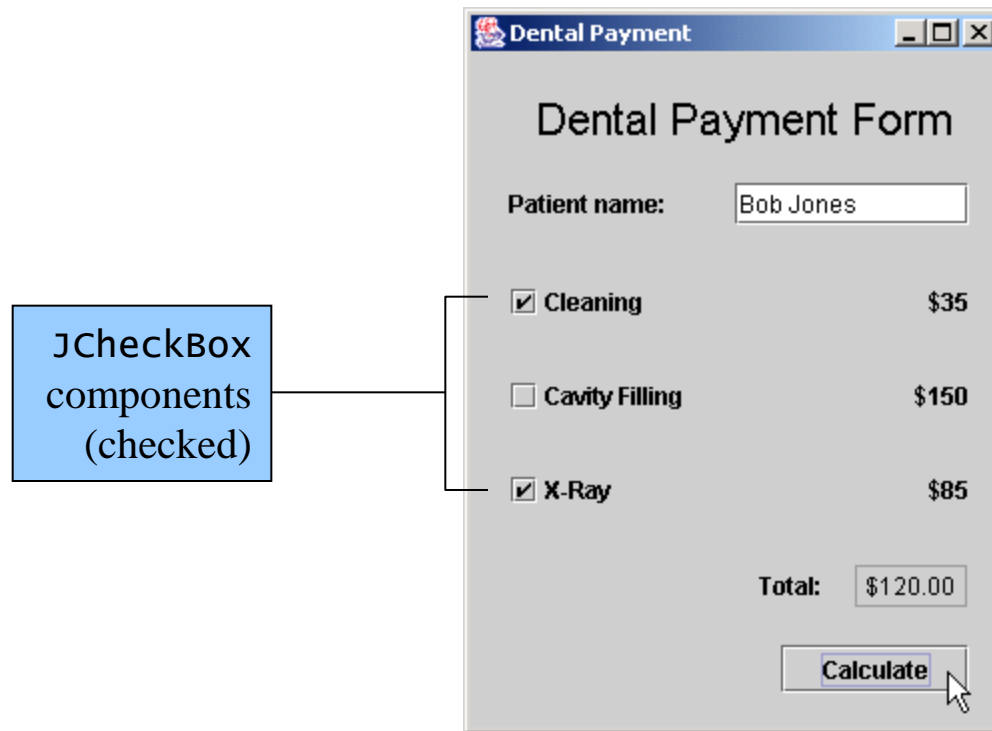 Dental Payment
Dental Payment Form
Patient name: Bob Jones
Cleaning $35
JCheckBox
components
(checked)
Cavity Filling $150
X-Ray $85
Total: $120.00
Calculate